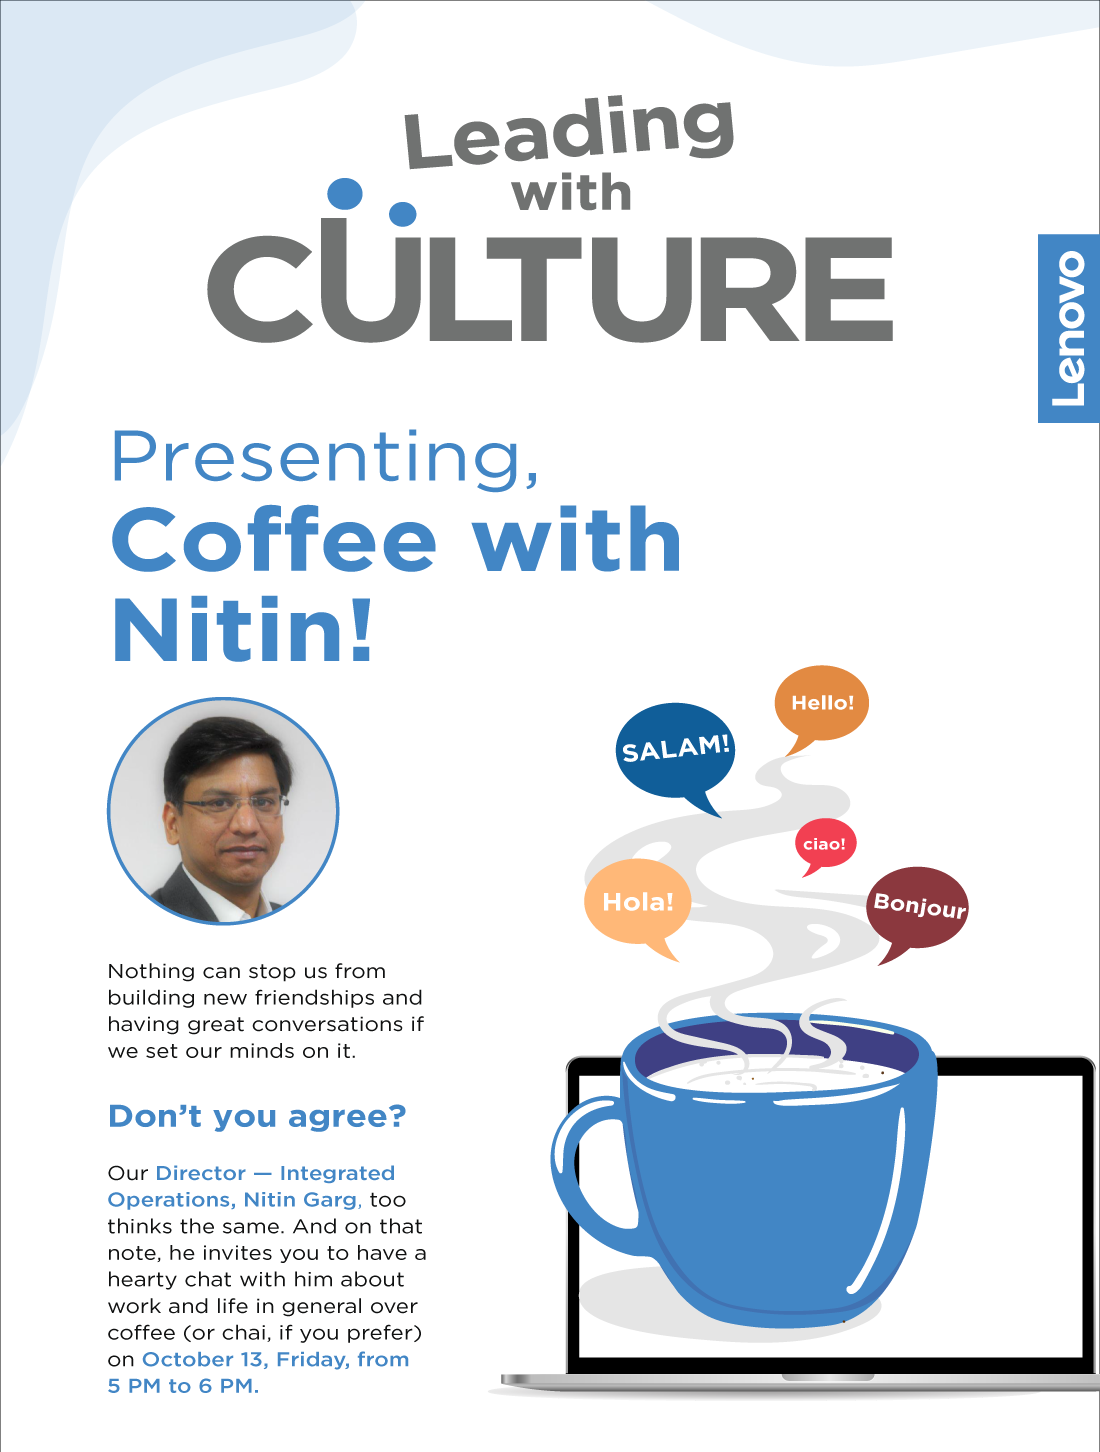 Leading
with
CULTURE
Lenovo
Presenting,
Coffee with
Nitin!
Hello!
SALAM!
ciao!
Hola!
Bonjour
Nothing can stop us from
building new friendships and
having great conversations if
we set our minds on it.
Don’t you agree?
Our Director — Integrated
Operations, Nitin Garg, too
thinks the same. And on that
note, he invites you to have a
hearty chat with him about
work and life in general over
coffee (or chai, if you prefer)
on October 13, Friday, from
5 PM to 6 PM.